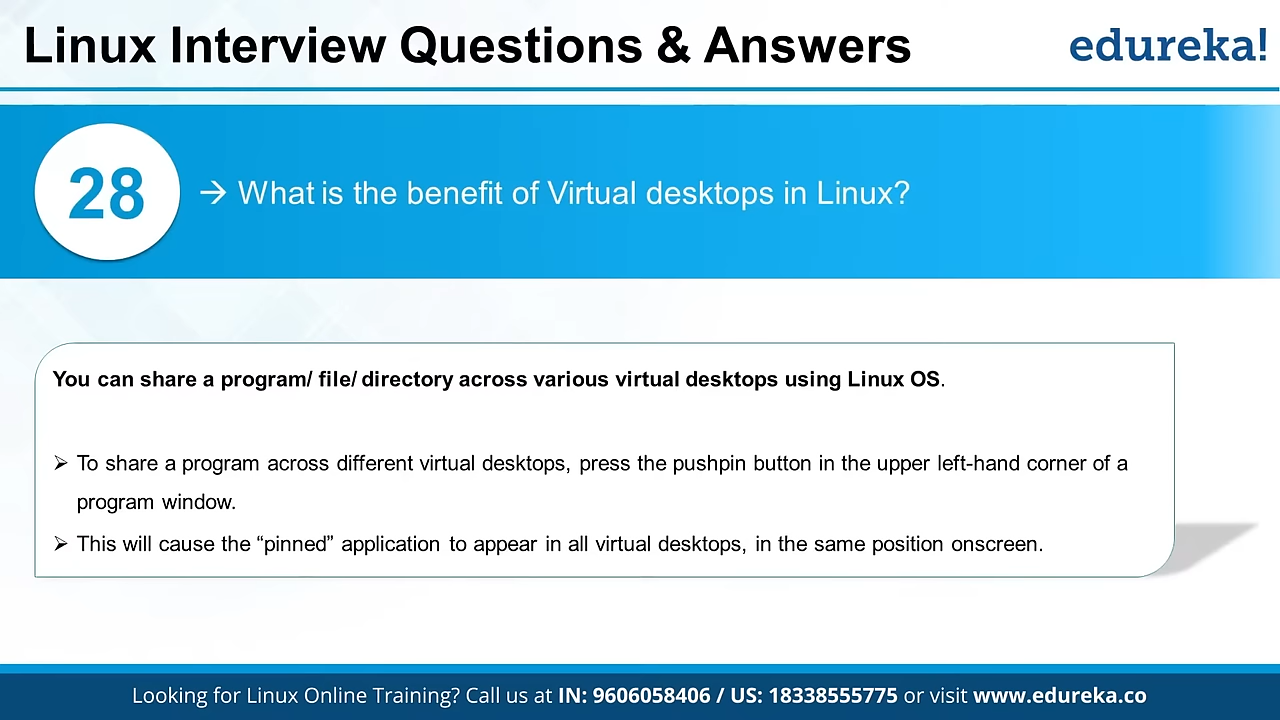 Linux Interview Questions & Answers
edureka!
28
→ What is the benefit of Virtual desktops in Linux?
You can share a program/ file/ directory across various virtual desktops using Linux OS.
➢ To share a program across different virtual desktops, press the pushpin button in the upper left-hand corner of a
program window.
➢ This will cause the “pinned” application to appear in all virtual desktops, in the same position onscreen.
Looking for Linux Online Training? Call us at IN: 9606058406 / US: 18338555775 or visit www.edureka.co